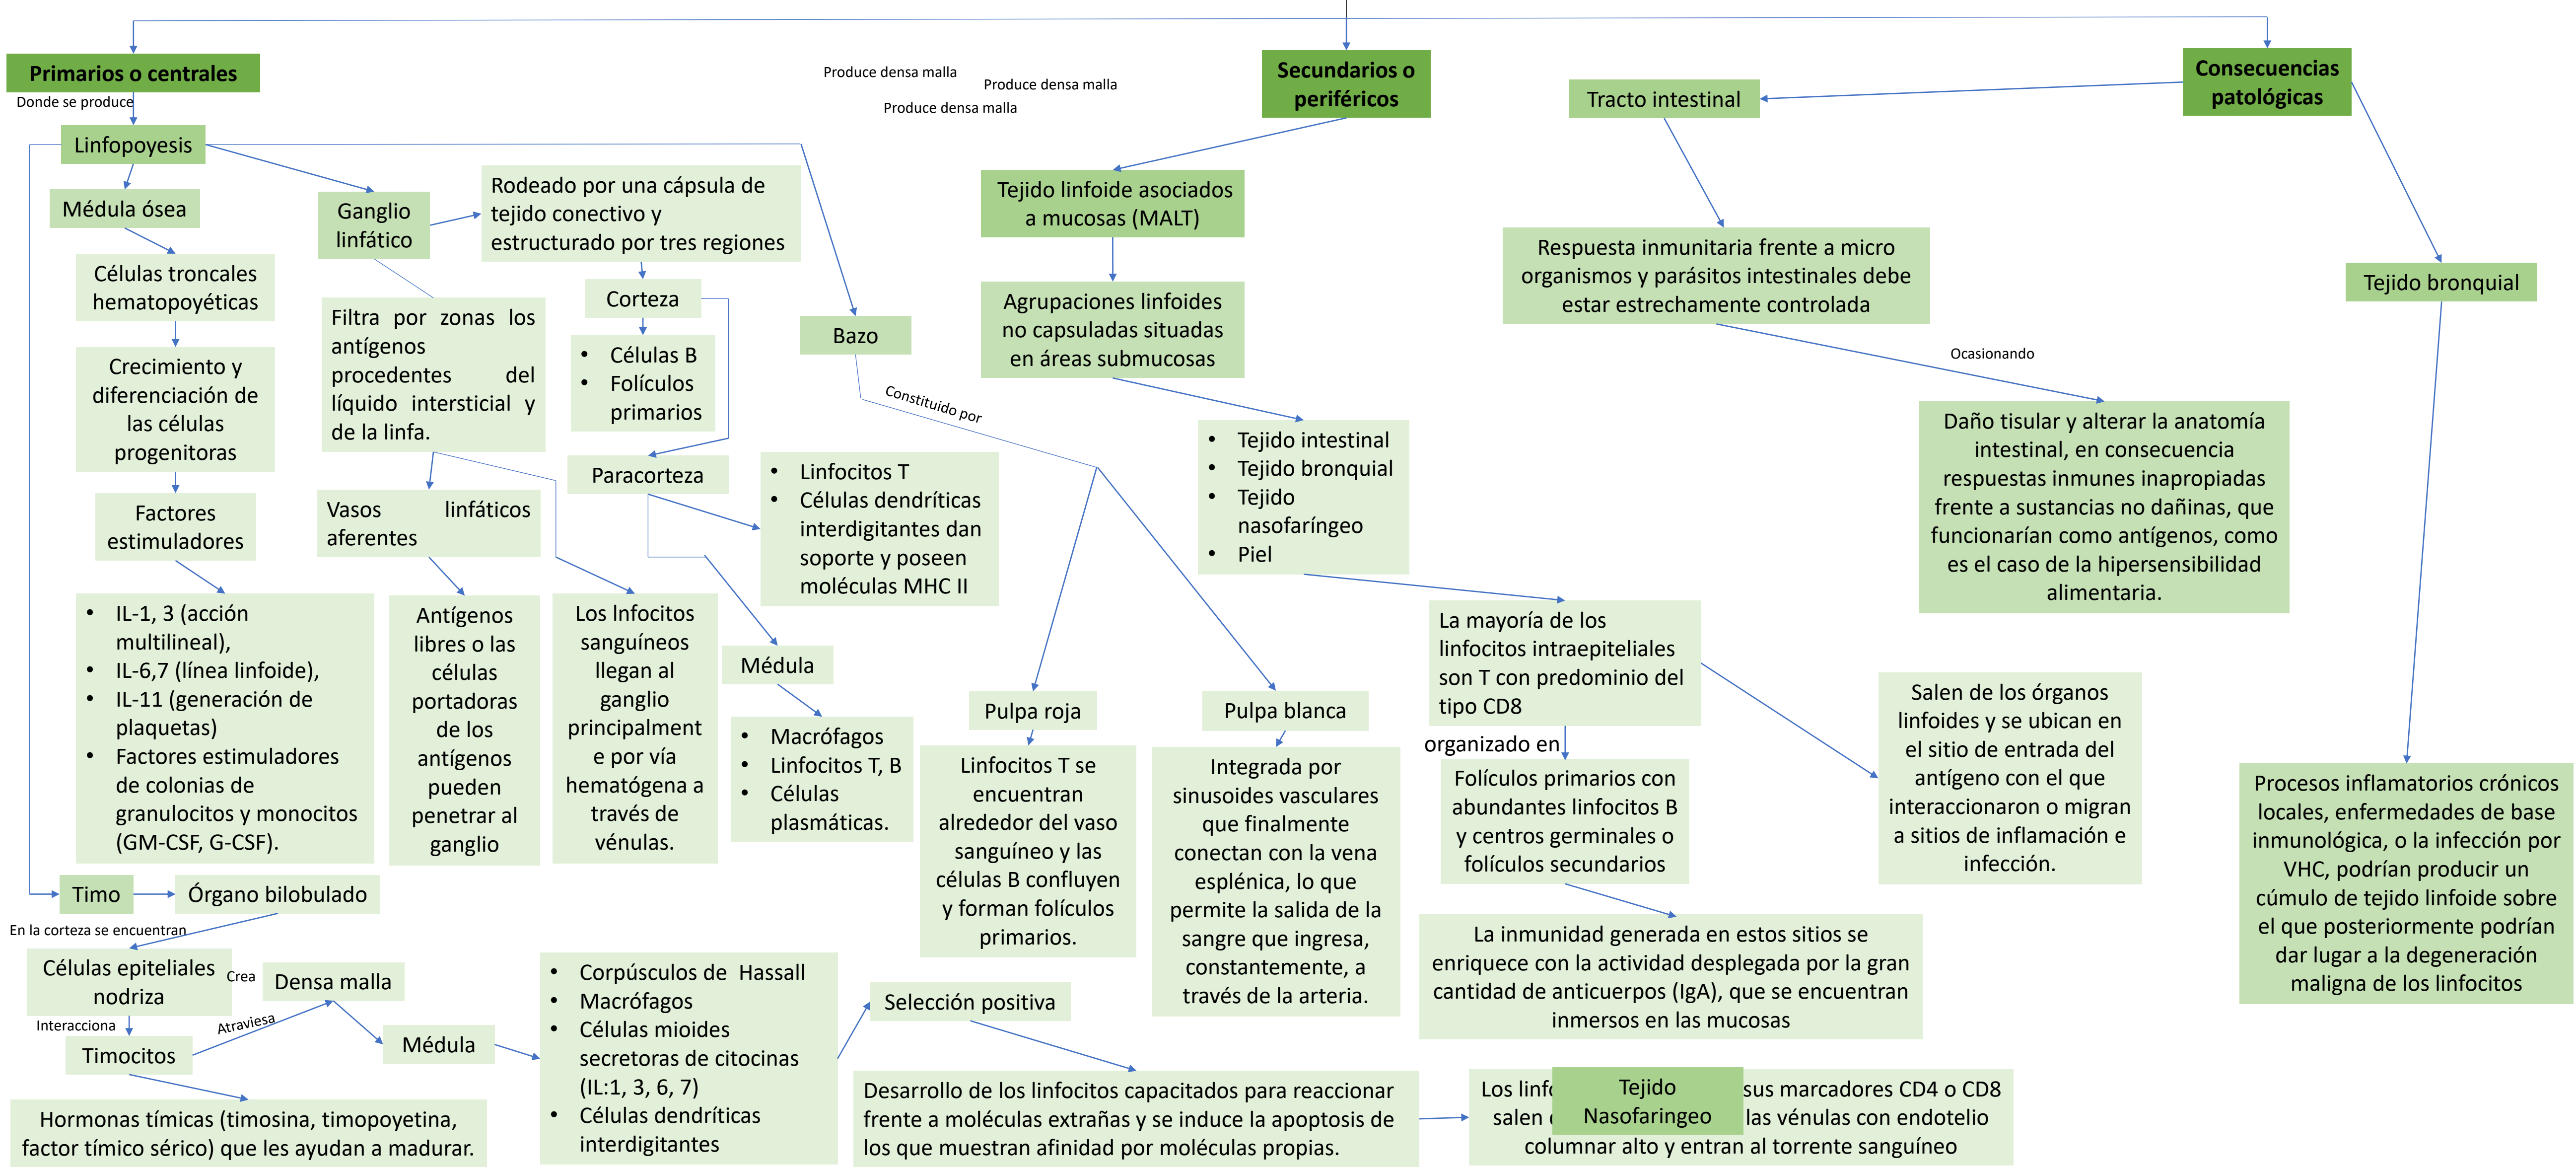 Primarios o centrales
Donde se produce
Linfopoyesis
Médula ósea
Células troncales
hematopoyéticas
Crecimiento y
diferenciación de
las células
progenitoras
Factores
estimuladores
• IL-1, 3 (acción
multilineal),
• IL-6,7 (línea linfoide),
• IL-11 (generación de
plaquetas)
• Factores estimuladores
de colonias de
granulocitos y monocitos
(GM-CSF, G-CSF).
Ganglio
linfático
Rodeado por una cápsula de
tejido conectivo y
estructurado por tres regiones
Filtra por zonas los
antígenos
procedentes del
líquido intersticial y
de la linfa.
Vasos linfáticos
aferentes
Antígenos
libres o las
células
portadoras
de los
antígenos
pueden
penetrar al
ganglio
Los lnfocitos
sanguíneos
llegan al
ganglio
principalment
e por vía
hematógena a
través de
vénulas.
Corteza
• Células B
• Folículos
primarios
Paracorteza
• Linfocitos T
• Células dendríticas
interdigitantes dan
soporte y poseen
moléculas MHC II
Médula
• Macrófagos
• Linfocitos T, B
• Células
plasmáticas.
Bazo
Constituido por
Pulpa roja
Linfocitos T se
encuentran
alrededor del vaso
sanguíneo y las
células B confluyen
y forman folículos
primarios.
Pulpa blanca
Integrada por
sinusoides vasculares
que finalmente
conectan con la vena
esplénica, lo que
permite la salida de la
sangre que ingresa,
constantemente, a
través de la arteria.
Timo
Órgano bilobulado
En la corteza se encuentran
Células epiteliales
nodriza
Crea
Densa malla
Interacciona
Atraviesa
Timocitos
Médula
Hormonas tímicas (timosina, timopoyetina,
factor tímico sérico) que les ayudan a madurar.
• Corpúsculos de Hassall
• Macrófagos
• Células mioides
secretoras de citocinas
(IL:1, 3, 6, 7)
• Células dendríticas
interdigitantes
Selección positiva
Desarrollo de los linfocitos capacitados para reaccionar
frente a moléculas extrañas y se induce la apoptosis de
los que muestran afinidad por moléculas propias.
Los sus marcadores CD4 o CD8
salen las vénulas con endotelio
columnar alto y entran al torrente sanguíneo
Tejido
Nasofaringeo
Produce densa malla
Produce densa malla
Produce densa malla
Secundarios o
periféricos
Tejido linfoide asociados
a mucosas (MALT)
Agrupaciones linfoides
no capsuladas situadas
en áreas submucosas
• Tejido intestinal
• Tejido bronquial
• Tejido
nasofaríngeo
• Piel
La mayoría de los
linfocitos intraepiteliales
son T con predominio del
tipo CD8
organizado en
Folículos primarios con
abundantes linfocitos B
y centros germinales o
folículos secundarios
La inmunidad generada en estos sitios se
enriquece con la actividad desplegada por la gran
cantidad de anticuerpos (IgA), que se encuentran
inmersos en las mucosas
Salen de los órganos
linfoides y se ubican en
el sitio de entrada del
antígeno con el que
interaccionaron o migran
a sitios de inflamación e
infección.
Consecuencias
patológicas
Tracto intestinal
Respuesta inmunitaria frente a micro
organismos y parásitos intestinales debe
estar estrechamente controlada
Ocasionando
Daño tisular y alterar la anatomía
intestinal, en consecuencia
respuestas inmunes inapropiadas
frente a sustancias no dañinas, que
funcionarían como antígenos, como
es el caso de la hipersensibilidad
alimentaria.
Tejido bronquial
Procesos inflamatorios crónicos
locales, enfermedades de base
inmunológica, o la infección por
VHC, podrían producir un
cúmulo de tejido linfoide sobre
el que posteriormente podrían
dar lugar a la degeneración
maligna de los linfocitos